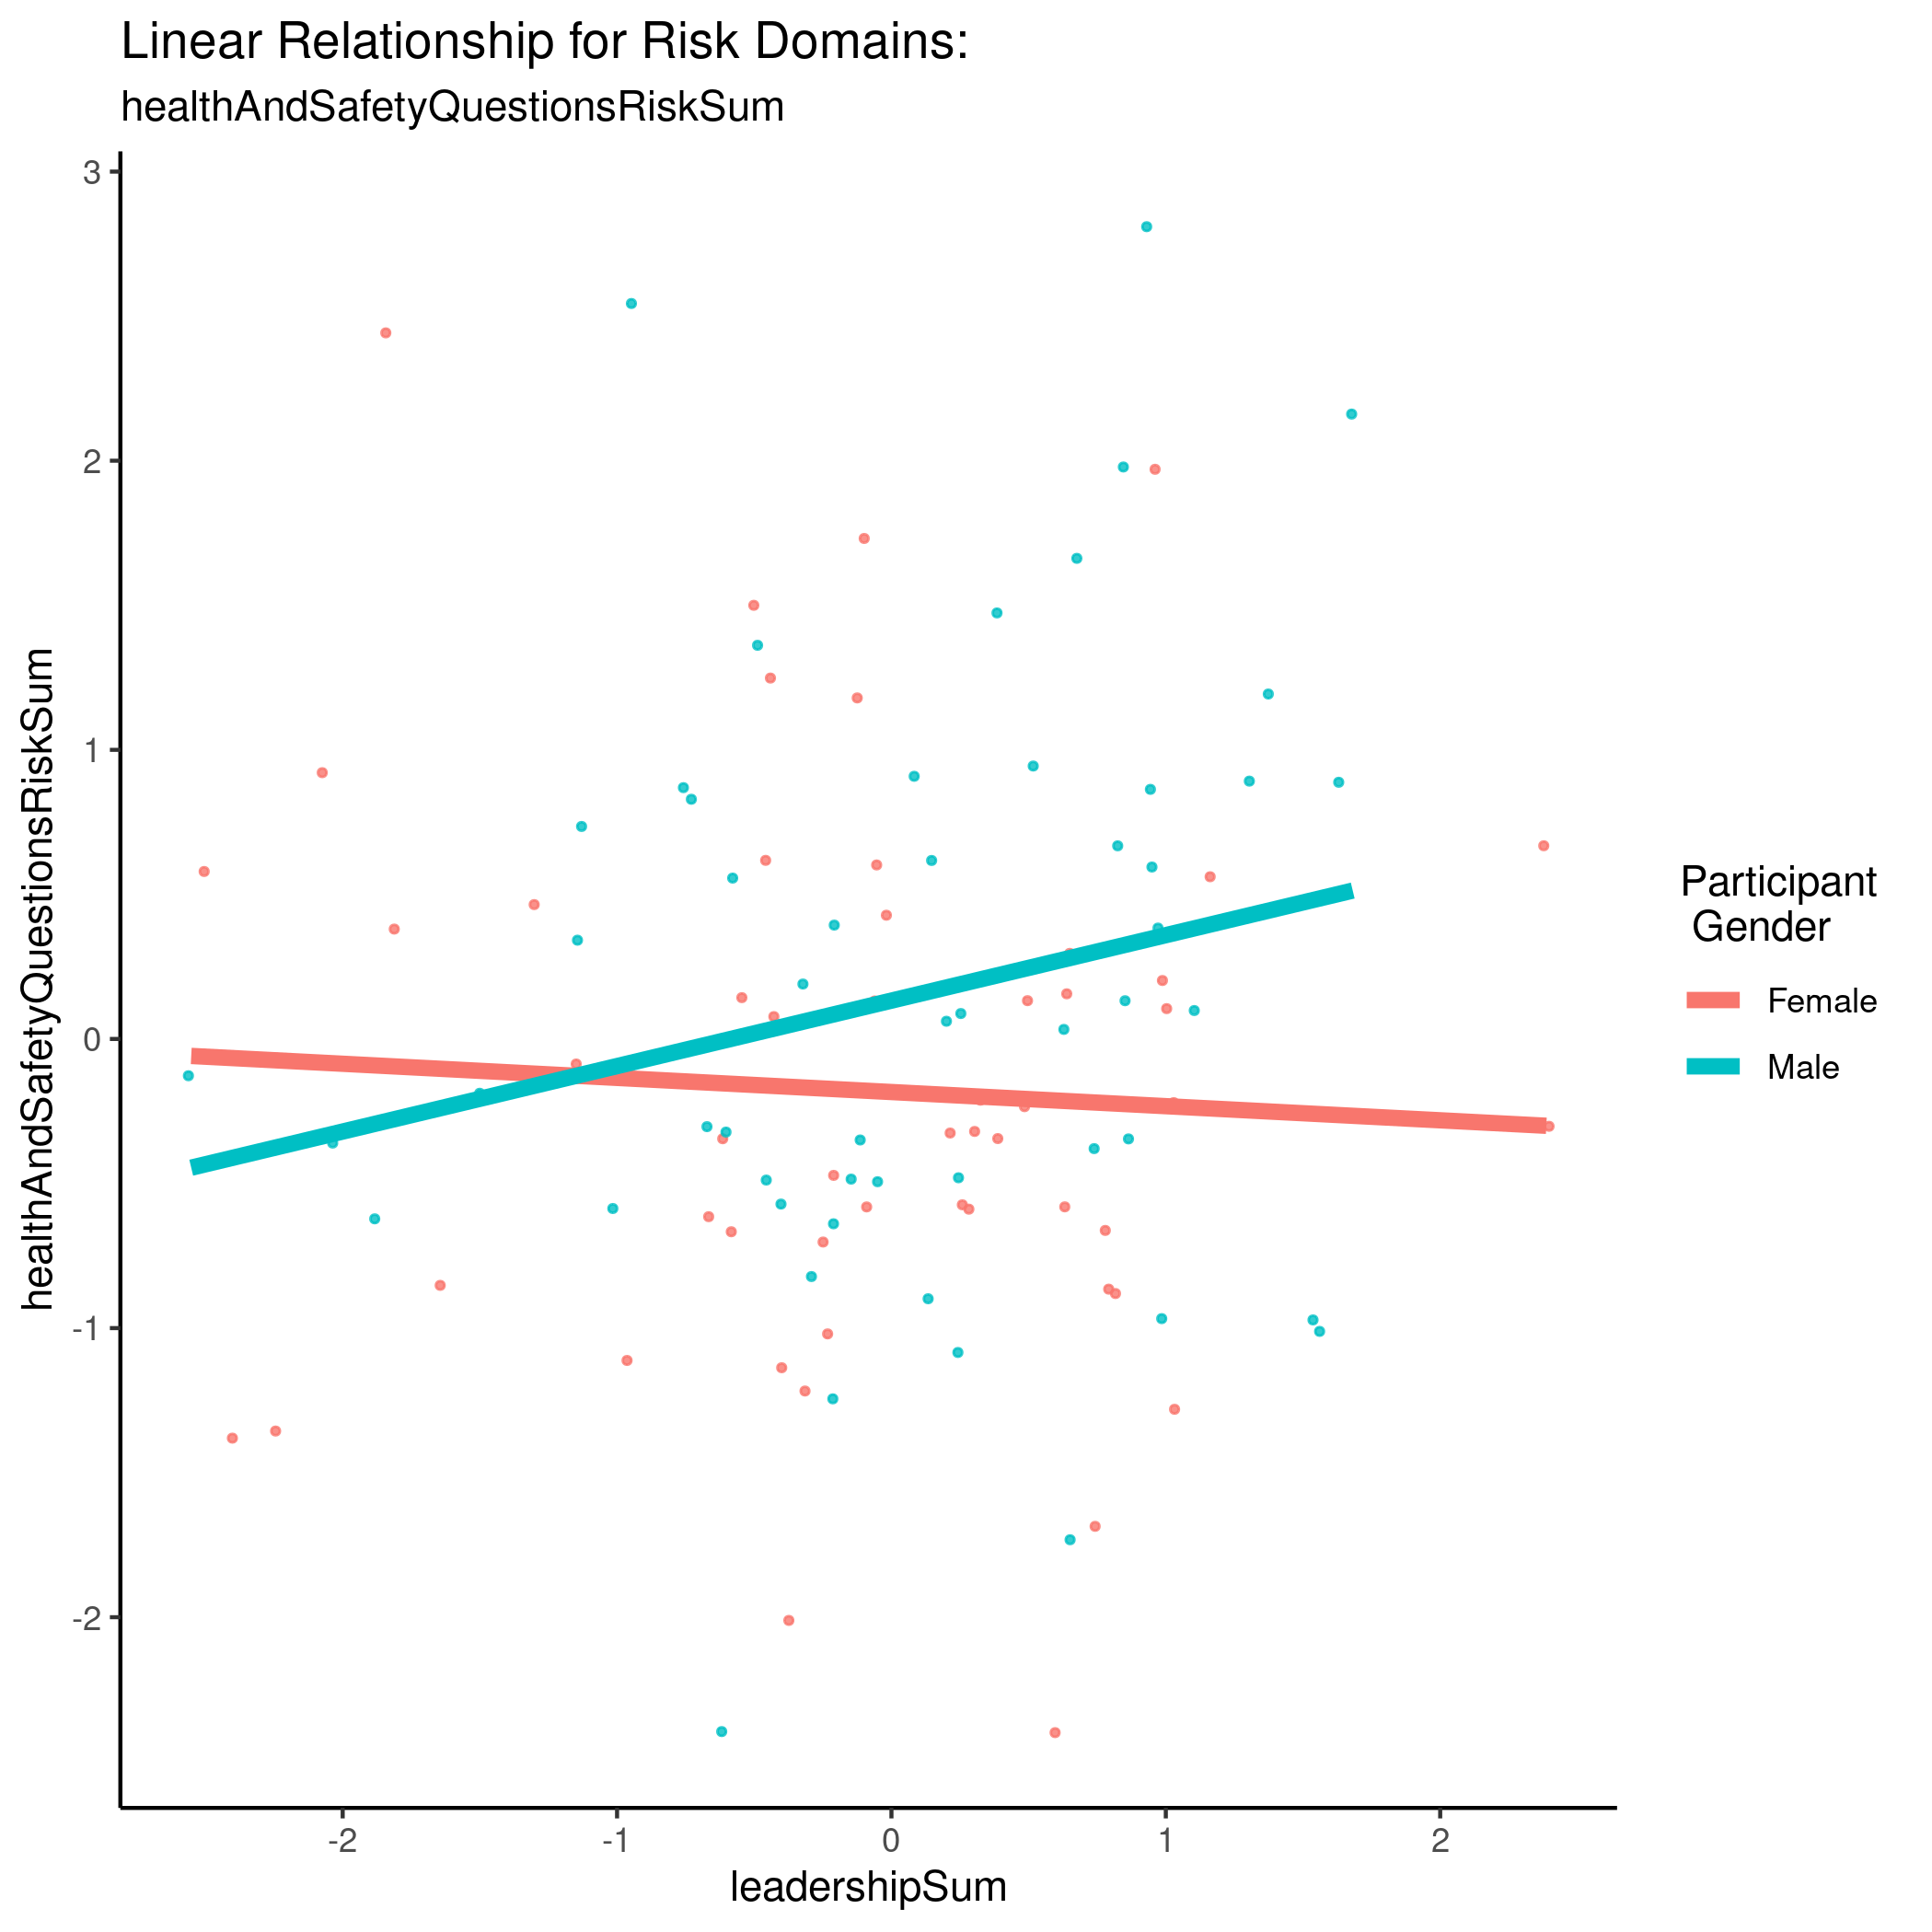 Linear Relationship for Risk Domains:
healthAndSafetyQuestionsRiskSum
healthAndSafetyQuestionsRiskSum
3
2
1
0
-1
-2
-2
-1
0
1
2
leadershipSum
Participant
Gender
Female
Male